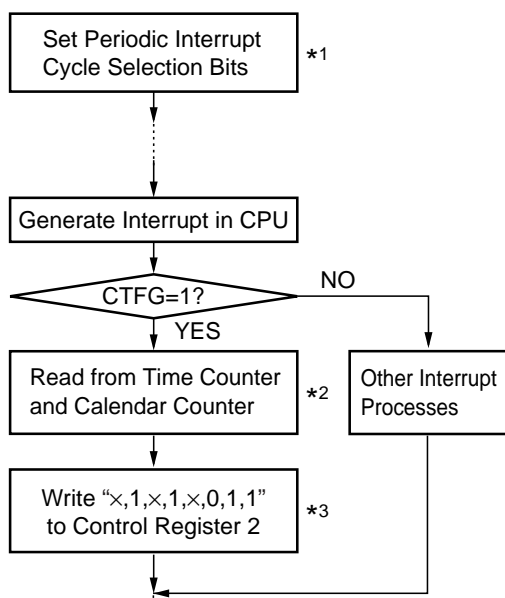 Set Periodic Interrupt
Cycle Selection Bits
*1
Generate Interrupt in CPU
CTFG=1?
NO
YES
Read from Time Counter
and Calendar Counter
*2
Other Interrupt
Processes
Write “×,1,×,1,×,0,1,1”
to Control Register 2
*3